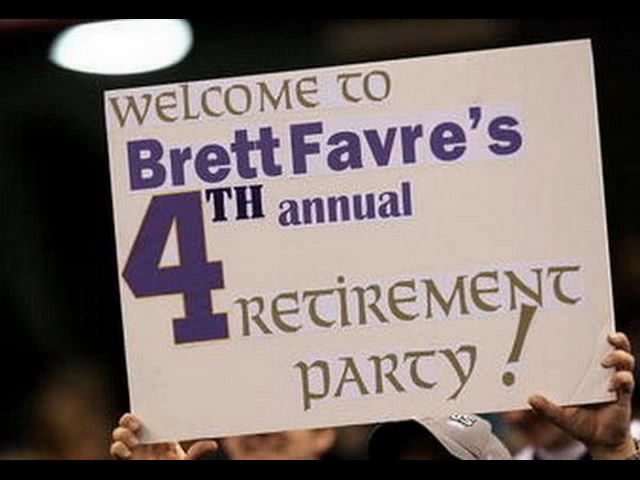 WELCOME TO
Brett Favre's
4TH annual
RETIREMENT
PARTY!